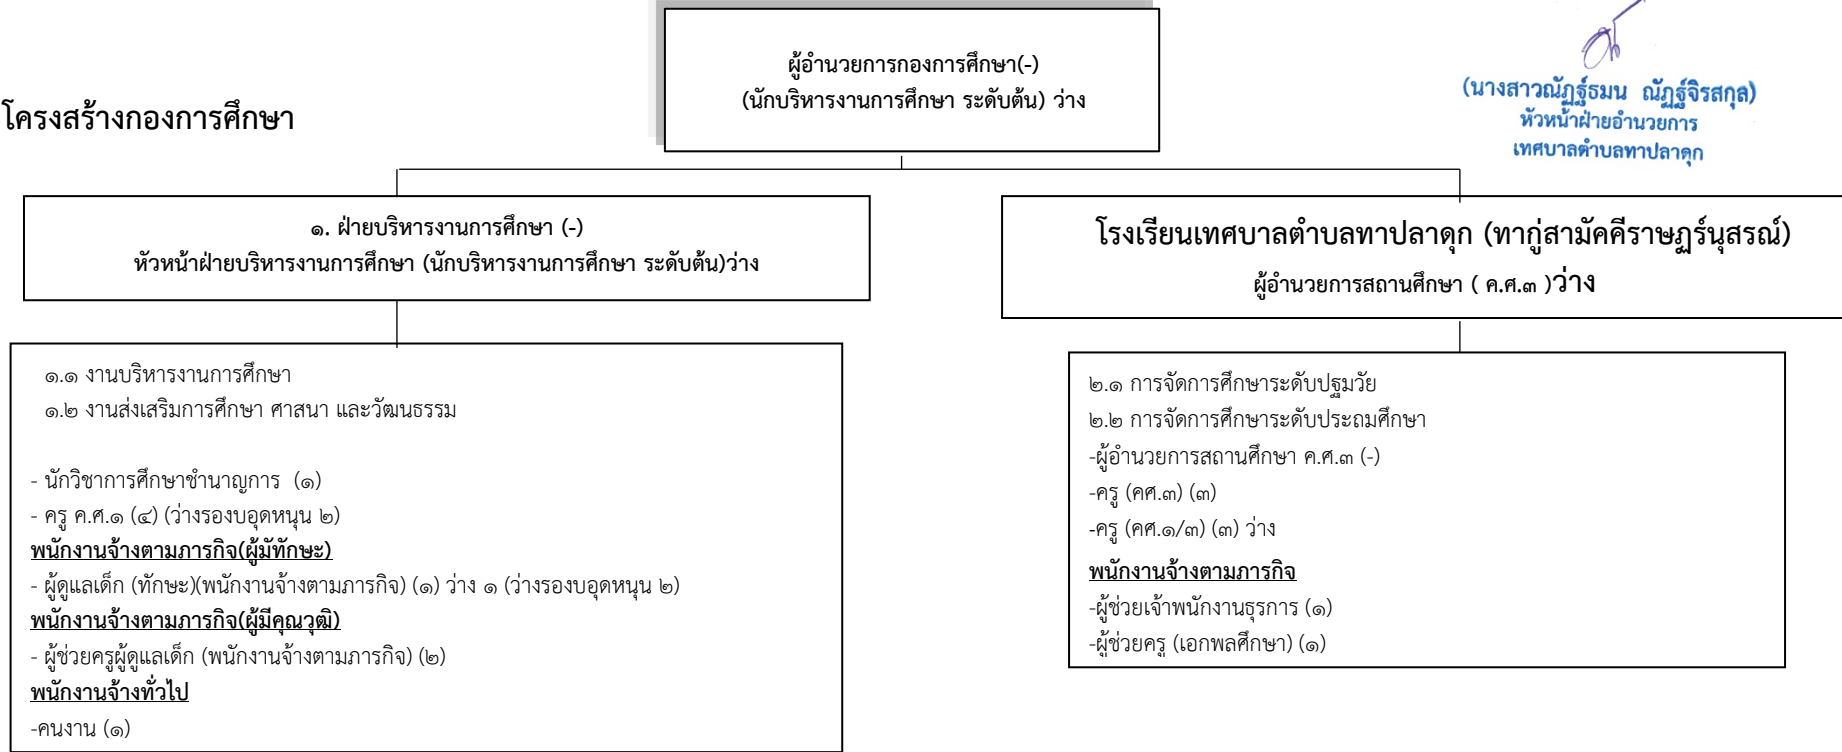 ผู้อำนวยการกองการศึกษา(-)
(นักบริหารงานการศึกษา ระดับต้น) ว่าง
(นางสาวณัฏฐ์ธมน ณัฏฐ์จิรสกุล)
หัวหน้าฝ่ายอำนวยการ
เทศบาลตำบลทาปลาดุก
โครงสร้างกองการศึกษา
๑. ฝ่ายบริหารงานการศึกษา (-)
หัวหน้าฝ่ายบริหารงานการศึกษา (นักบริหารงานการศึกษา ระดับต้น)ว่าง
โรงเรียนเทศบาลตำบลทาปลาดุก (ทากู่สามัคคีราษฏร์นุสรณ์)
ผู้อำนวยการสถานศึกษา ( ค.ศ.๓ )ว่าง
๑.๑ งานบริหารงานการศึกษา
๑.๒ งานส่งเสริมการศึกษา ศาสนา และวัฒนธรรม
- นักวิชาการศึกษาชำนาญการ (๑)
- ครู ค.ศ.๑ (๔) (ว่างรองบอุดหนุน ๒)
พนักงานจ้างตามภารกิจ(ผู้มัทักษะ)
- ผู้ดูแลเด็ก (ทักษะ)(พนักงานจ้างตามภารกิจ) (๑) ว่าง ๑ (ว่างรองบอุดหนุน ๒)
พนักงานจ้างตามภารกิจ(ผู้มีคุณวุฒิ)
- ผู้ช่วยครูผู้ดูแลเด็ก (พนักงานจ้างตามภารกิจ) (๒)
พนักงานจ้างทั่วไป
-คนงาน (๑)
๒.๑ การจัดการศึกษาระดับปฐมวัย
๒.๒ การจัดการศึกษาระดับประถมศึกษา
-ผู้อำนวยการสถานศึกษา ค.ศ.๓ (-)
-ครู (คศ.๓) (๓)
-ครู (คศ.๑/๓) (๓) ว่าง
พนักงานจ้างตามภารกิจ
-ผู้ช่วยเจ้าพนักงานธุรการ (๑)
-ผู้ช่วยครู (เอกพลศึกษา) (๑)